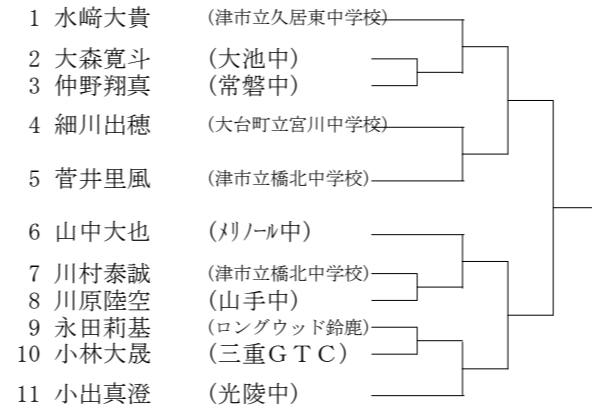 1 水﨑大貴 (津市立久居東中学校)
2 大森寛斗 (大池中)
3 仲野翔真 (常磐中)
4 細川出穂 (大台町立宮川中学校)
5 菅井里風 (津市立橋北中学校)
6 山中大也 (ﾒﾘﾉｰﾙ中)
7 川村泰誠 (津市立橋北中学校)
8 川原陸空 (山手中)
9 永田莉基 (ロングウッド鈴鹿)
10 小林大晟 (三重GTC)
11 小出真澄 (光陵中)